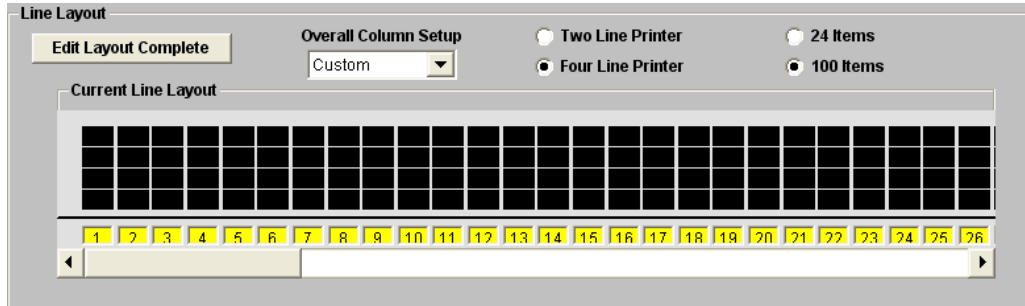 Line Layout
Edit Layout Complete
Overall Column Setup
Custom
Two Line Printer
Four Line Printer
24 Items
100 Items
Current Line Layout
1 2 3 4 5 6 7 8 9 10 11 12 13 14 15 16 17 18 19 20 21 22 23 24 25 26